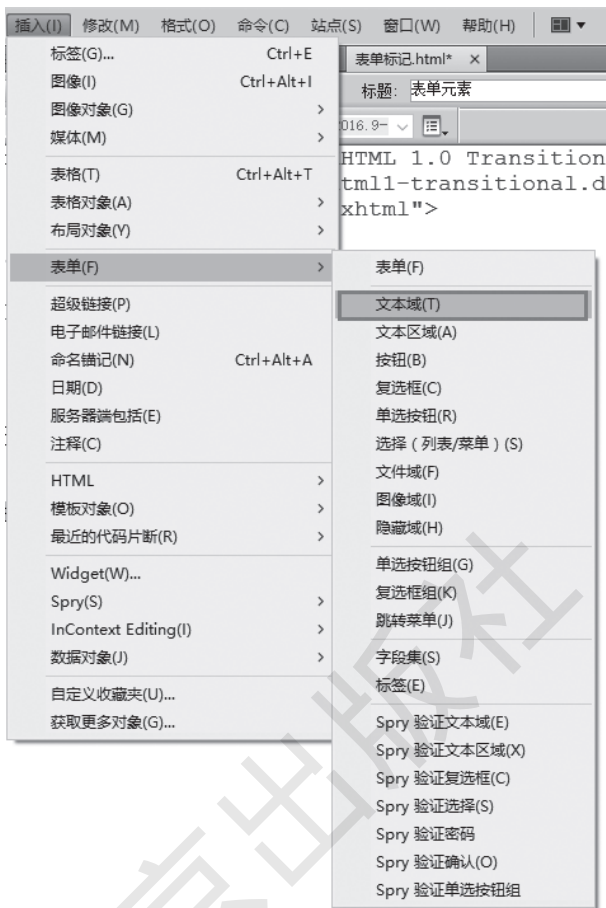 插入(I) 修改(M) 格式(O) 命令(C) 站点(S) 窗口(W) 帮助(H)
标签(G)... Ctrl+E
图像(I) Ctrl+Alt+I
图像对象(G)
媒体(M)
表格(T) Ctrl+Alt+T
表格对象(A)
布局对象(Y)
表单(F)
超级链接(P)
电子邮件链接(L)
命名锚记(N) Ctrl+Alt+A
日期(D)
服务器端包括(E)
注释(C)
HTML
模板对象(O)
最近的代码片断(R)
Widget(W)...
Spry(S)
InContext Editing(I)
数据对象(J)
自定义收藏夹(U)...
获取更多对象(G)...
表单标记.html* ×
标题: 表单元素
2016.9-
HTML 1.0 Transition
tml1-transitional.d
xhtml">
表单(F)
文本域(T)
文本区域(A)
按钮(B)
复选框(C)
单选按钮(R)
选择(列表/菜单)(S)
文件域(F)
图像域(I)
隐藏域(H)
单选按钮组(G)
复选框组(K)
跳转菜单(J)
字段集(S)
标签(E)
Spry 验证文本域(E)
Spry 验证文本区域(X)
Spry 验证复选框(C)
Spry 验证选择(S)
Spry 验证密码
Spry 验证确认(O)
Spry 验证单选按钮组
京出版社